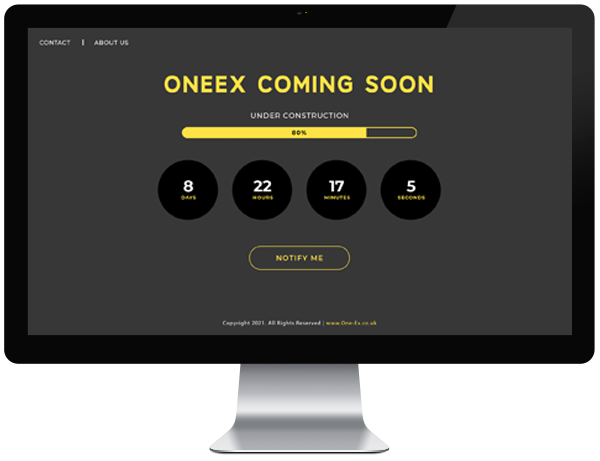 CONTACT | ABOUT US
ONEEX COMING SOON
UNDER CONSTRUCTION
80%
8 22 17 5
DAYS HOURS MINUTES SECONDS
NOTIFY ME
Copyright 2021. All Rights Reserved | www.One-Ex.co.uk